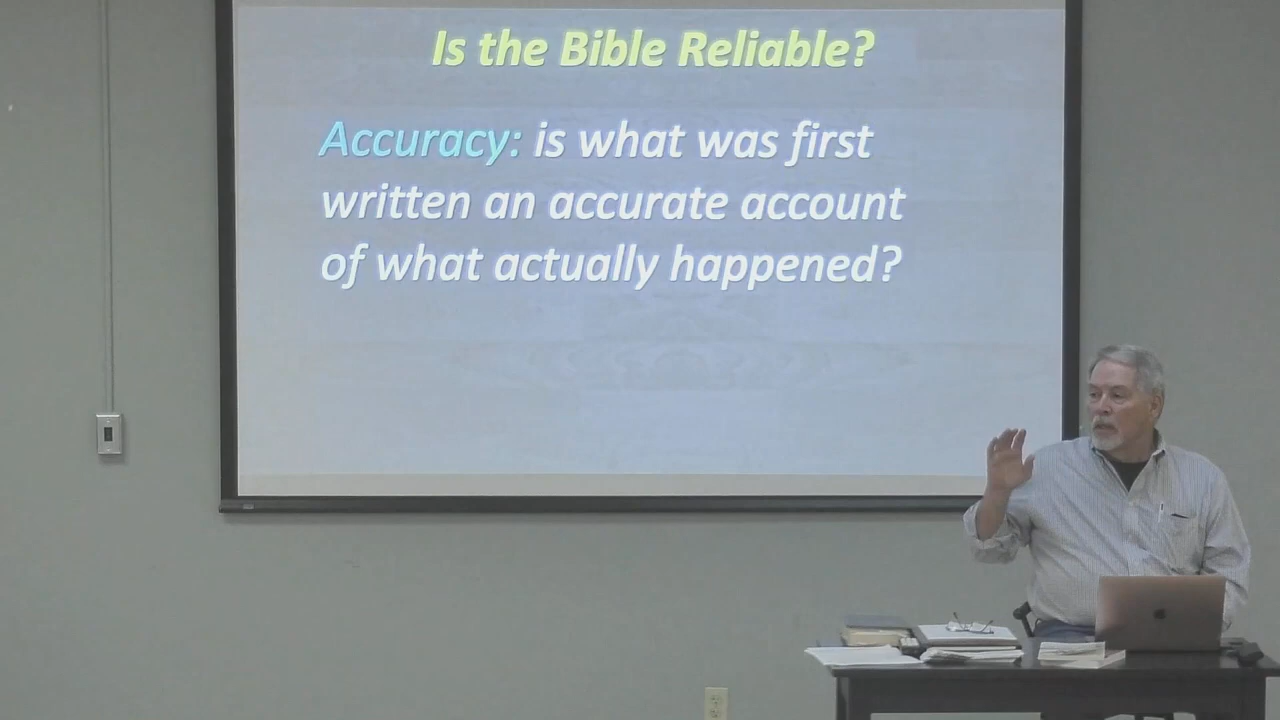 Is the Bible Reliable?
Accuracy: is what was first
written an accurate account
of what actually happened?